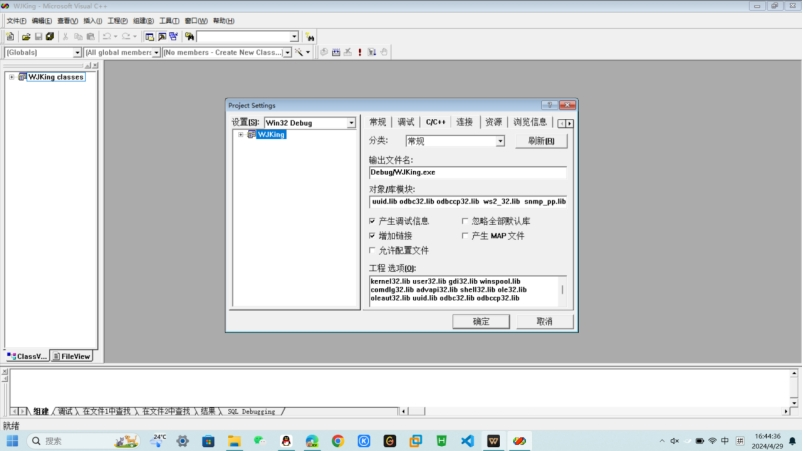 WJKing - Microsoft Visual C++
文件(F) 编辑(E) 查看(V) 插入(I) 工程(P) 组建(B) 工具(T) 窗口(W) 帮助(H)
(Globals) (All global members (No members - Create New Class...
WJKing classes
Project Settings
设置(S): Win32 Debug
WJKing
常规 调试 C/C++ 连接 资源 浏览信息
分类: 常规 刷新(R)
输出文件名:
Debug/WJKing.exe
对象/库模块:
uuid.lib odbc32.lib odbccp32.lib ws2_32.lib snmp_pp.lib
产生调试信息 忽略全部默认库
增加链接 产生 MAP 文件
允许配置文件
工程 选项(O):
kernel32.lib user32.lib gdi32.lib winspool.lib
comdlg32.lib advapi32.lib shell32.lib ole32.lib
oleaut32.lib uuid.lib odbc32.lib odbccp32.lib
确定 取消
ClassV... FileView
组建 调试 在文件1中查找 在文件2中查找 结果 SQL Debugging
就绪
搜索 24°C 中 拼 16:44:36
2024/4/29